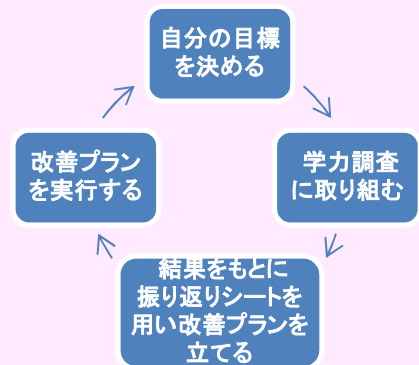 自分の目標
を決める
学力調査
に取り組む
結果をもとに
振り返りシートを
用い改善プランを
立てる
改善プラン
を実行する